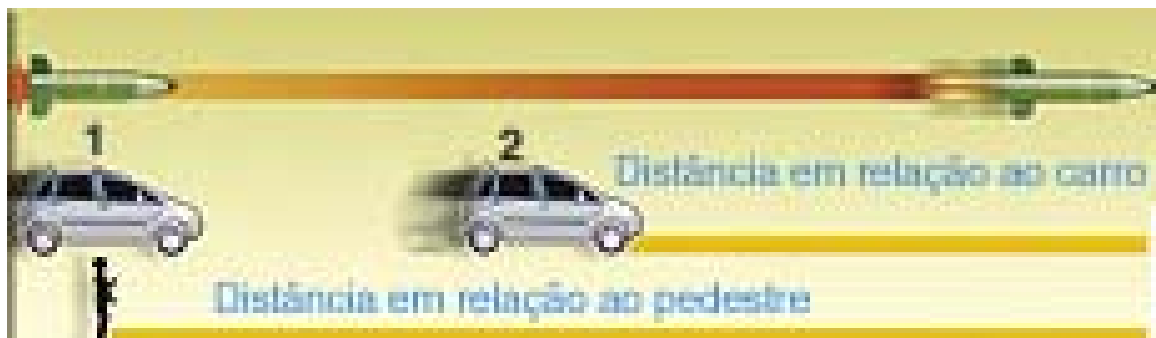 1
2
Distância em relação ao carro
Distância em relação ao pedestre